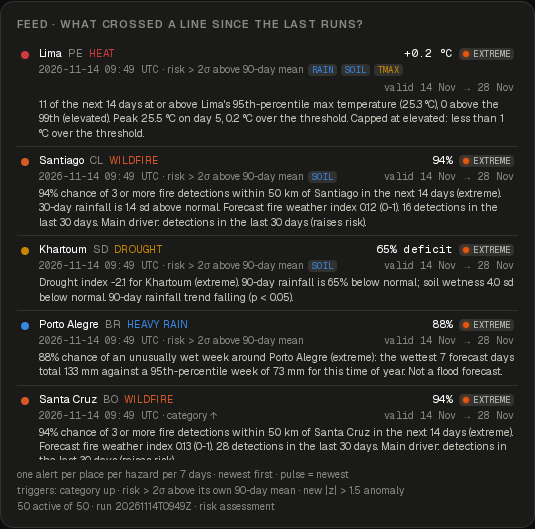 FEED · WHAT CROSSED A LINE SINCE THE LAST RUNS?
Lima PE HEAT +0.2 °C EXTREME
2026-11-14 09:49 UTC · risk > 2σ above 90-day mean RAIN SOIL TMAX
valid 14 Nov → 28 Nov
11 of the next 14 days at or above Lima's 95th-percentile max temperature (25.3 °C), 0 above the
99th (elevated). Peak 25.5 °C on day 5, 0.2 °C over the threshold. Capped at elevated: less than 1
°C over the threshold.
Santiago CL WILDFIRE 94% EXTREME
2026-11-14 09:49 UTC · risk > 2σ above 90-day mean SOIL valid 14 Nov → 28 Nov
94% chance of 3 or more fire detections within 50 km of Santiago in the next 14 days (extreme).
30-day rainfall is 1.4 sd above normal. Forecast fire weather index 0.12 (0-1). 16 detections in the
last 30 days. Main driver: detections in the last 30 days (raises risk).
Khartoum SD DROUGHT 65% deficit EXTREME
2026-11-14 09:49 UTC · risk > 2σ above 90-day mean SOIL valid 14 Nov → 28 Nov
Drought index -2.1 for Khartoum (extreme). 90-day rainfall is 65% below normal; soil wetness 4.0 sd
below normal. 90-day rainfall trend falling (p < 0.05).
Porto Alegre BR HEAVY RAIN 88% EXTREME
2026-11-14 09:49 UTC · risk > 2σ above 90-day mean valid 14 Nov → 28 Nov
88% chance of an unusually wet week around Porto Alegre (extreme): the wettest 7 forecast days
total 133 mm against a 95th-percentile week of 73 mm for this time of year. Not a flood forecast.
Santa Cruz BO WILDFIRE 94% EXTREME
2026-11-14 09:49 UTC · category ↑ valid 14 Nov → 28 Nov
94% chance of 3 or more fire detections within 50 km of Santa Cruz in the next 14 days (extreme).
Forecast fire weather index 0.13 (0-1). 28 detections in the last 30 days. Main driver: detections in
the last 30 days (raises risk).
one alert per place per hazard per 7 days · newest first · pulse = newest
triggers: category up · risk > 2σ above its own 90-day mean · new |z| > 1.5 anomaly
50 active of 50 · run 20261114T0949Z · risk assessment